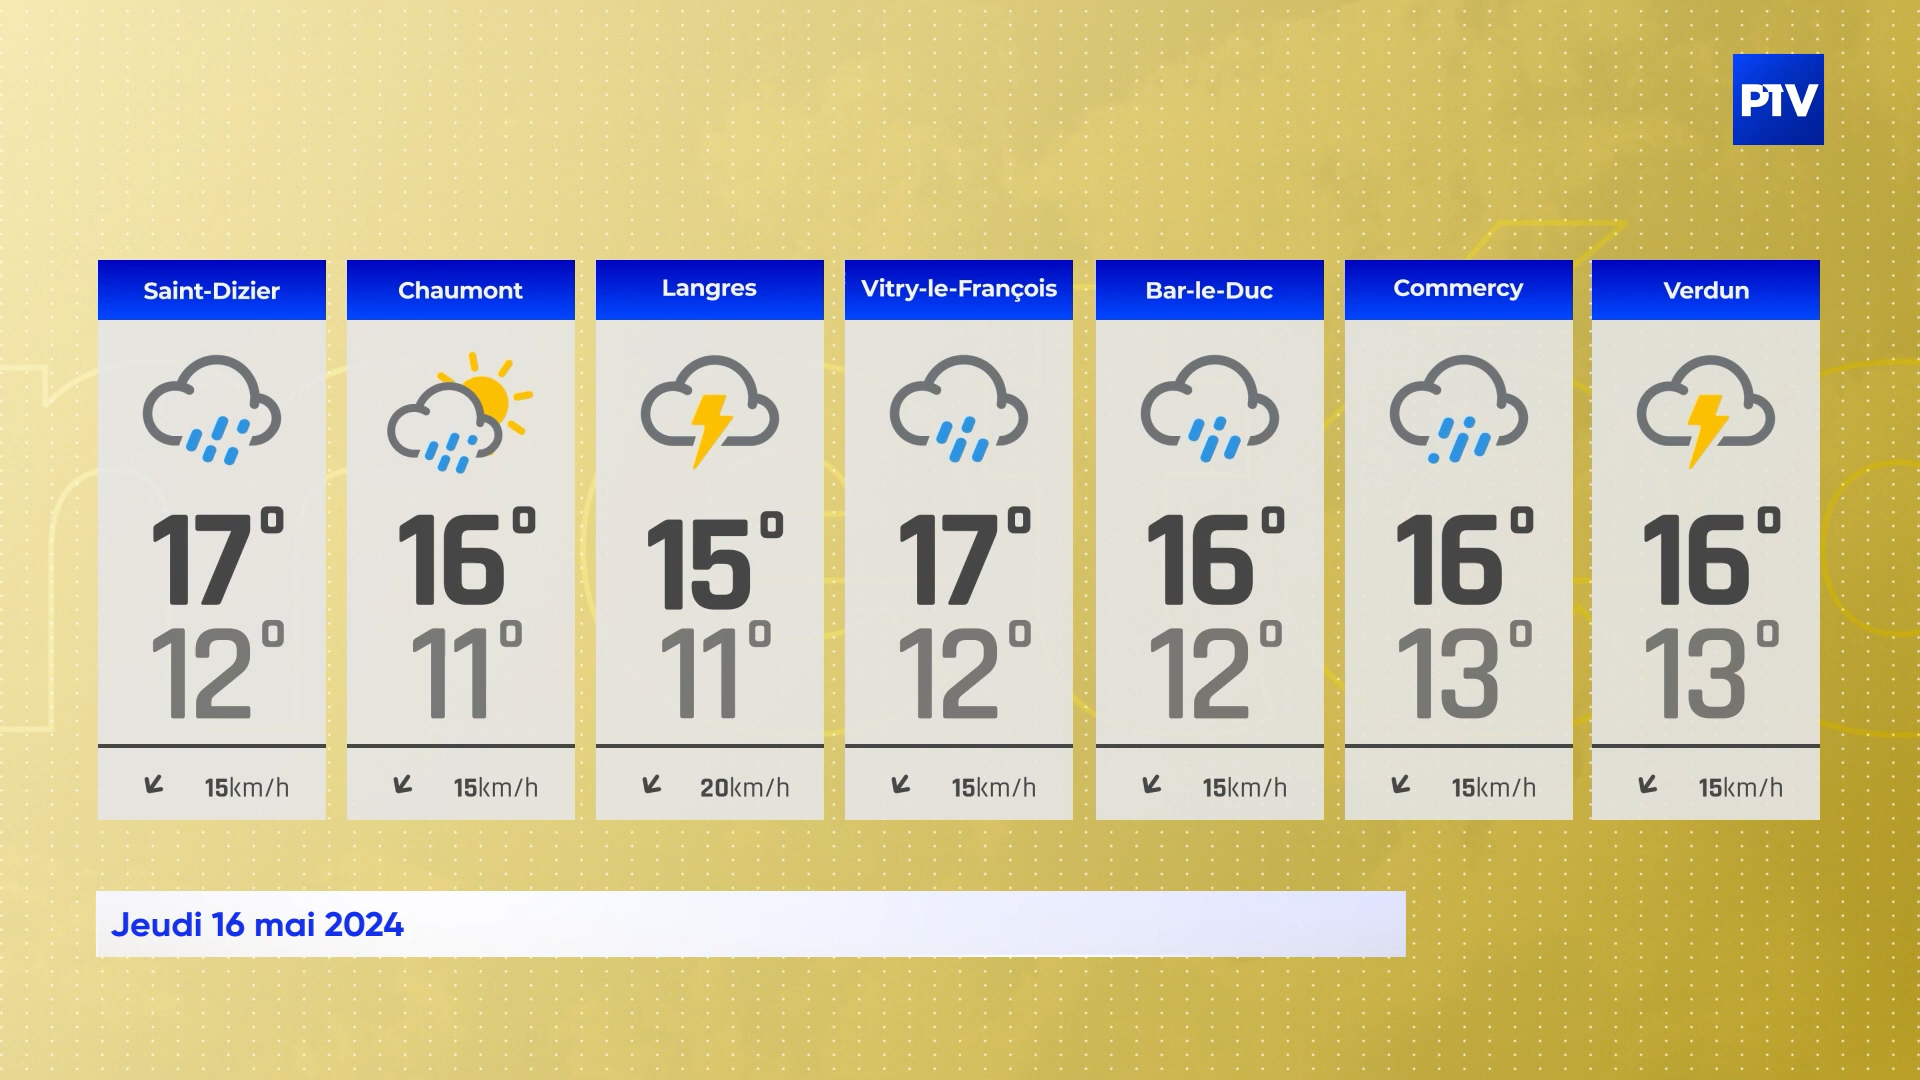 PTV
Saint-Dizier
17°
12°
15km/h
Chaumont
16°
11°
15km/h
Langres
15°
11°
20km/h
Vitry-le-François
17°
12°
15km/h
Bar-le-Duc
16°
12°
15km/h
Commercy
16°
13°
15km/h
Verdun
16°
13°
15km/h
Jeudi 16 mai 2024